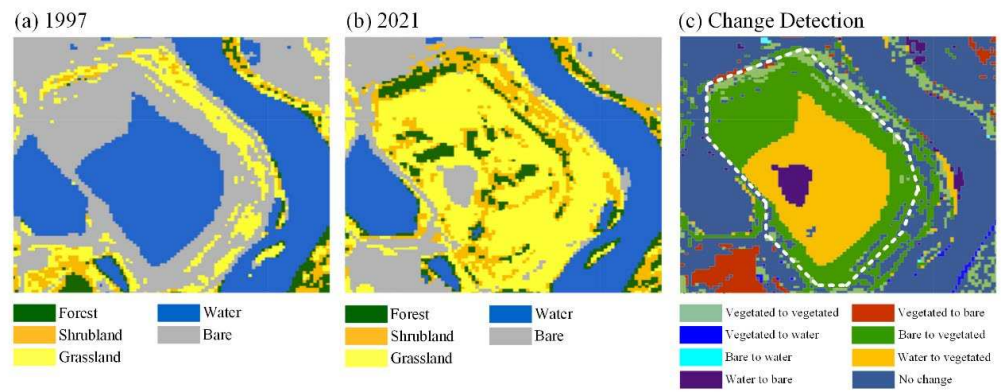 (a) 1997
(b) 2021
(c) Change Detection
Forest
Water
Shrubland
Bare
Grassland
Forest
Water
Shrubland
Bare
Grassland
Vegetated to vegetated
Vegetated to bare
Vegetated to water
Bare to vegetated
Bare to water
Water to vegetated
Water to bare
No change